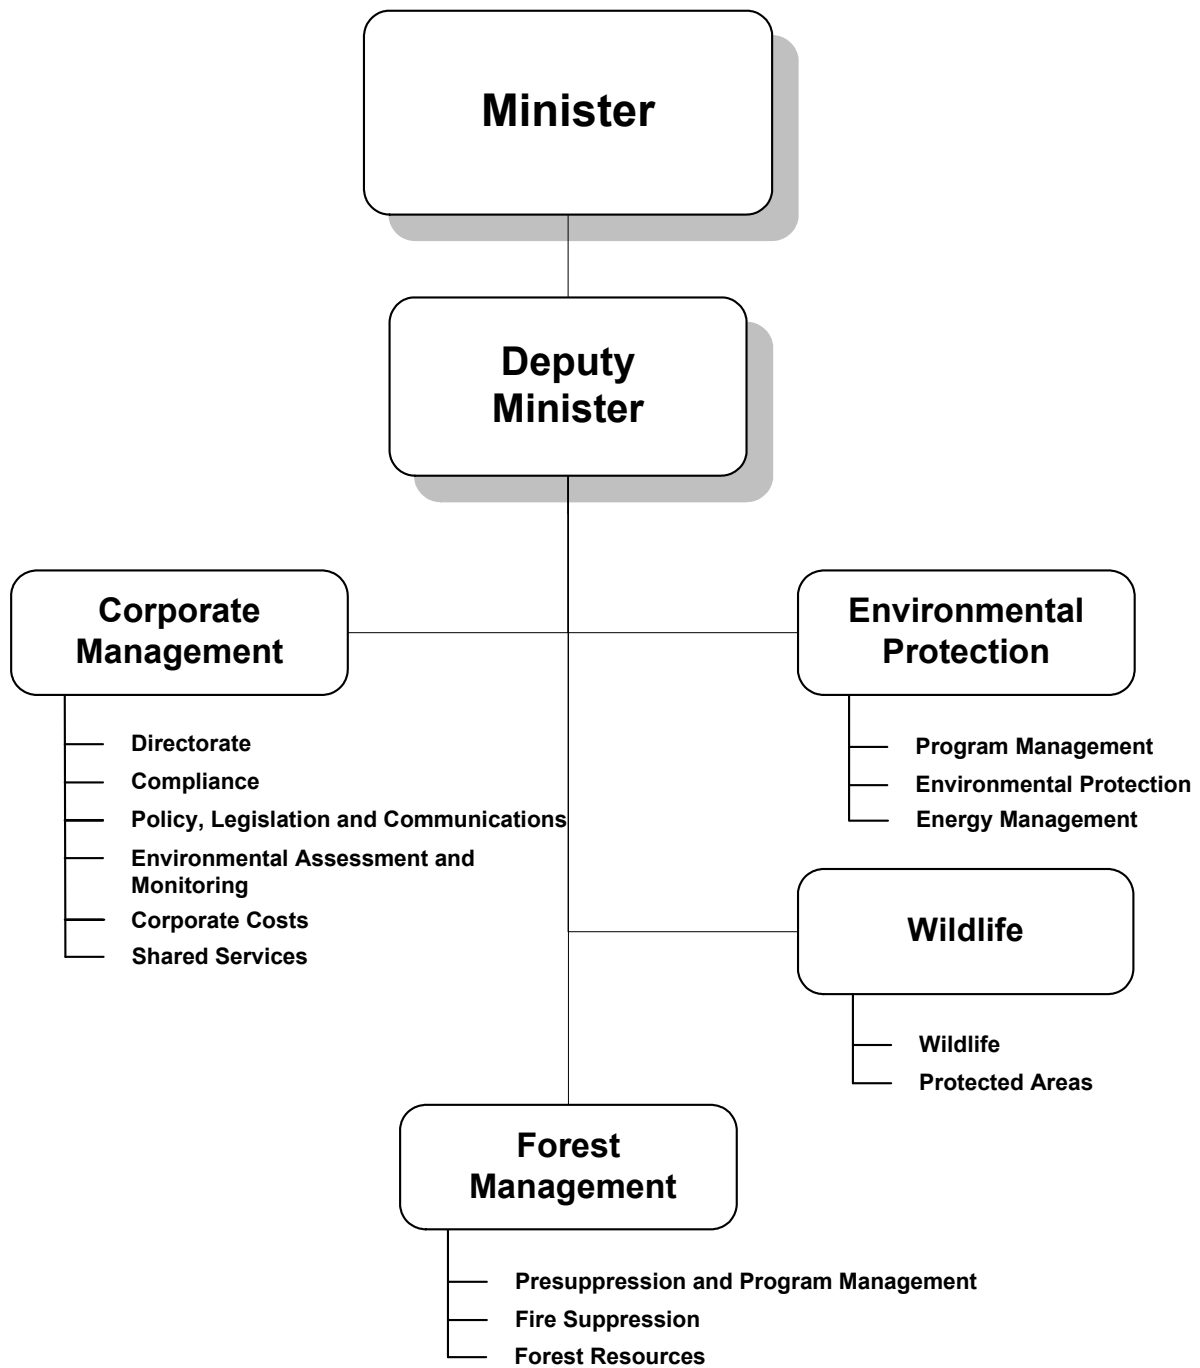 Minister
Deputy
Minister
Corporate
Management
Directorate
Compliance
Policy, Legislation and Communications
Environmental Assessment and
Monitoring
Corporate Costs
Shared Services
Environmental
Protection
Program Management
Environmental Protection
Energy Management
Wildlife
Wildlife
Protected Areas
Forest
Management
Presuppression and Program Management
Fire Suppression
Forest Resources